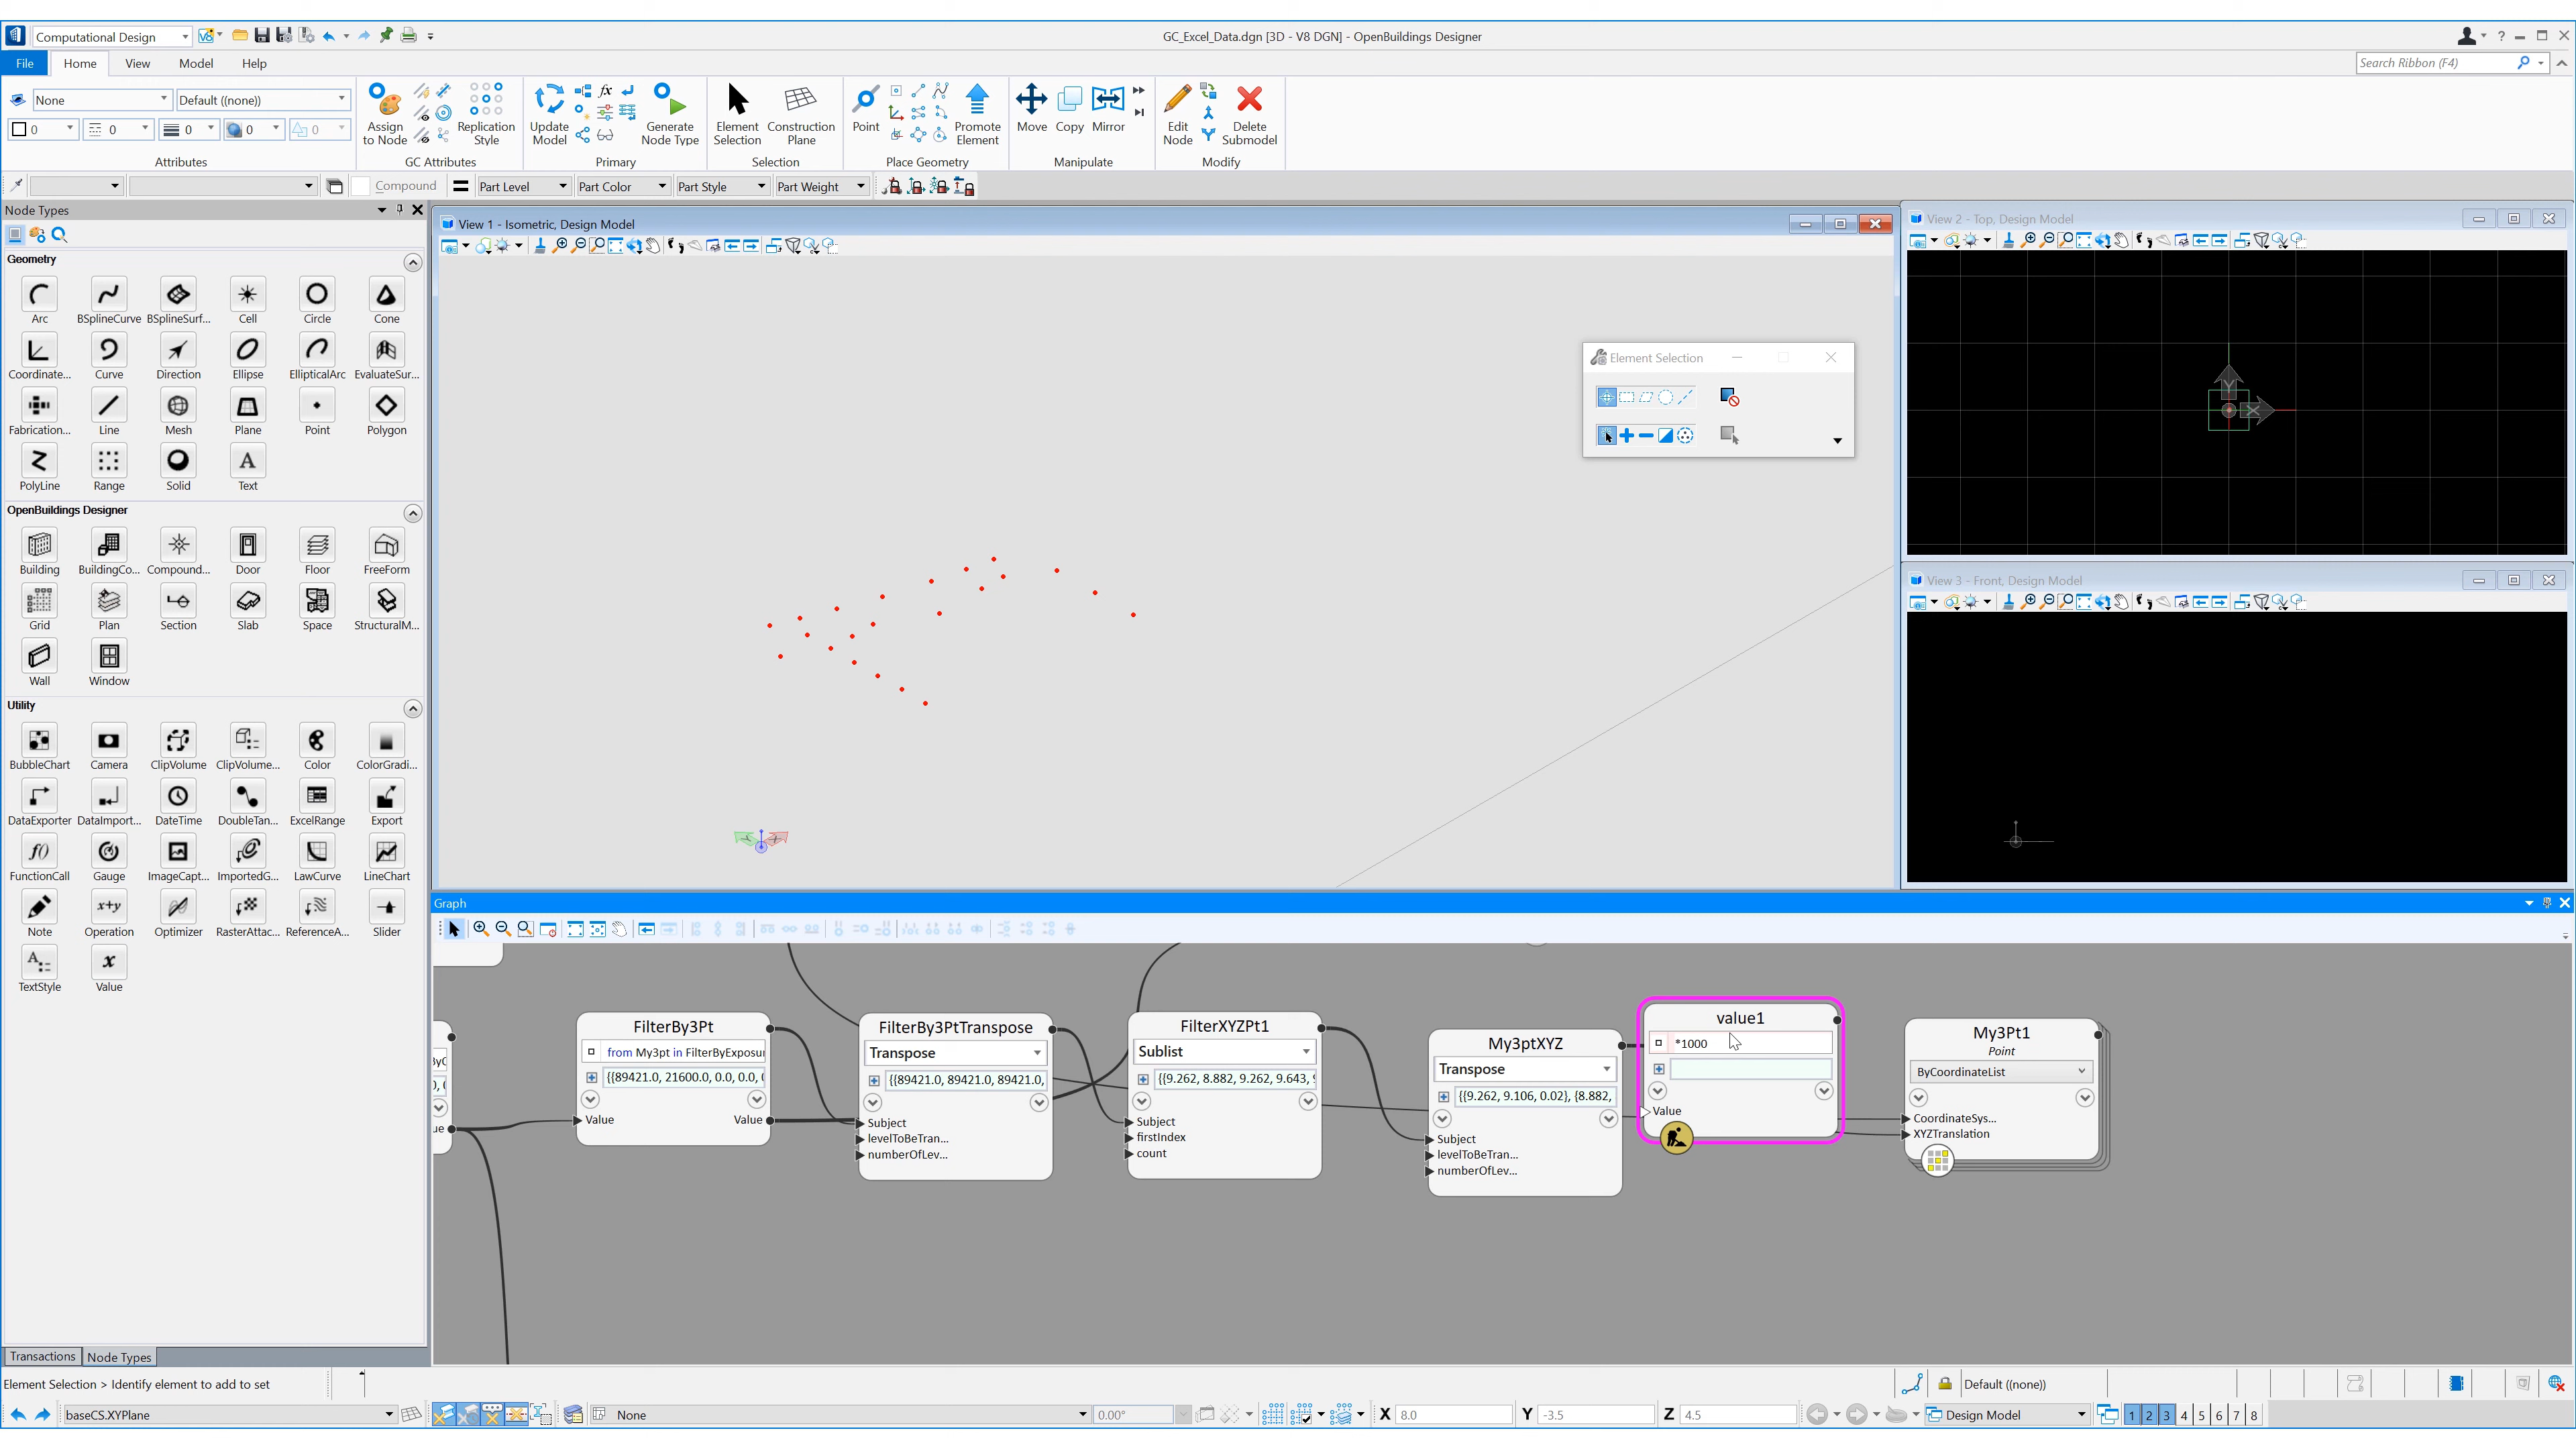 Computational Design
GC_Excel_Data.dgn [3D - V8 DGN] - OpenBuildings Designer
File Home View Model Help
Search Ribbon (F4)
None Default ((none))
0 0 0 0 0
Attributes
Assign to Node
Replication Style
GC Attributes
Update Model
Generate Node Type
Primary
Element Selection
Construction Plane
Selection
Point
Promote Element
Place Geometry
Move Copy Mirror
Manipulate
Edit Node
Delete Submodel
Modify
Compound Part Level Part Color Part Style Part Weight
Node Types
Geometry
Arc BSplineCurve BSplineSurf... Cell Circle Cone
Coordinate... Curve Direction Ellipse EllipticalArc EvaluateSur...
Fabrication... Line Mesh Plane Point Polygon
PolyLine Range Solid Text
OpenBuildings Designer
Building BuildingCo... Compound... Door Floor FreeForm
Grid Plan Section Slab Space StructuralM...
Wall Window
Utility
BubbleChart Camera ClipVolume ClipVolume... Color ColorGradi...
DataExporter DataImport... DateTime DoubleTan... ExcelRange Export
FunctionCall Gauge ImageCapt... ImportedG... LawCurve LineChart
Note Operation Optimizer RasterAttac... ReferenceA... Slider
TextStyle Value
Transactions Node Types
View 1 - Isometric, Design Model
Element Selection
View 2 - Top, Design Model
Y
X
View 3 - Front, Design Model
Graph
FilterBy3Pt
from My3pt in FilterByExposu
{{89421.0, 21600.0, 0.0, 0.0, (
Value Value
FilterBy3PtTranspose
Transpose
{{89421.0, 89421.0, 89421.0,
Subject
levelToBeTran...
numberOfLev...
FilterXYZPt1
Sublist
{{9.262, 8.882, 9.262, 9.643, 9
Subject
firstIndex
count
My3ptXYZ
Transpose
{{9.262, 9.106, 0.02}, {8.882,
Subject
levelToBeTran...
numberOfLev...
value1
*1000
Value
My3Pt1
Point
ByCoordinateList
CoordinateSys...
XYZTranslation
Element Selection > Identify element to add to set
Default ((none))
baseCS.XYPlane None 0.00° X 8.0 Y -3.5 Z 4.5 Design Model 1 2 3 4 5 6 7 8